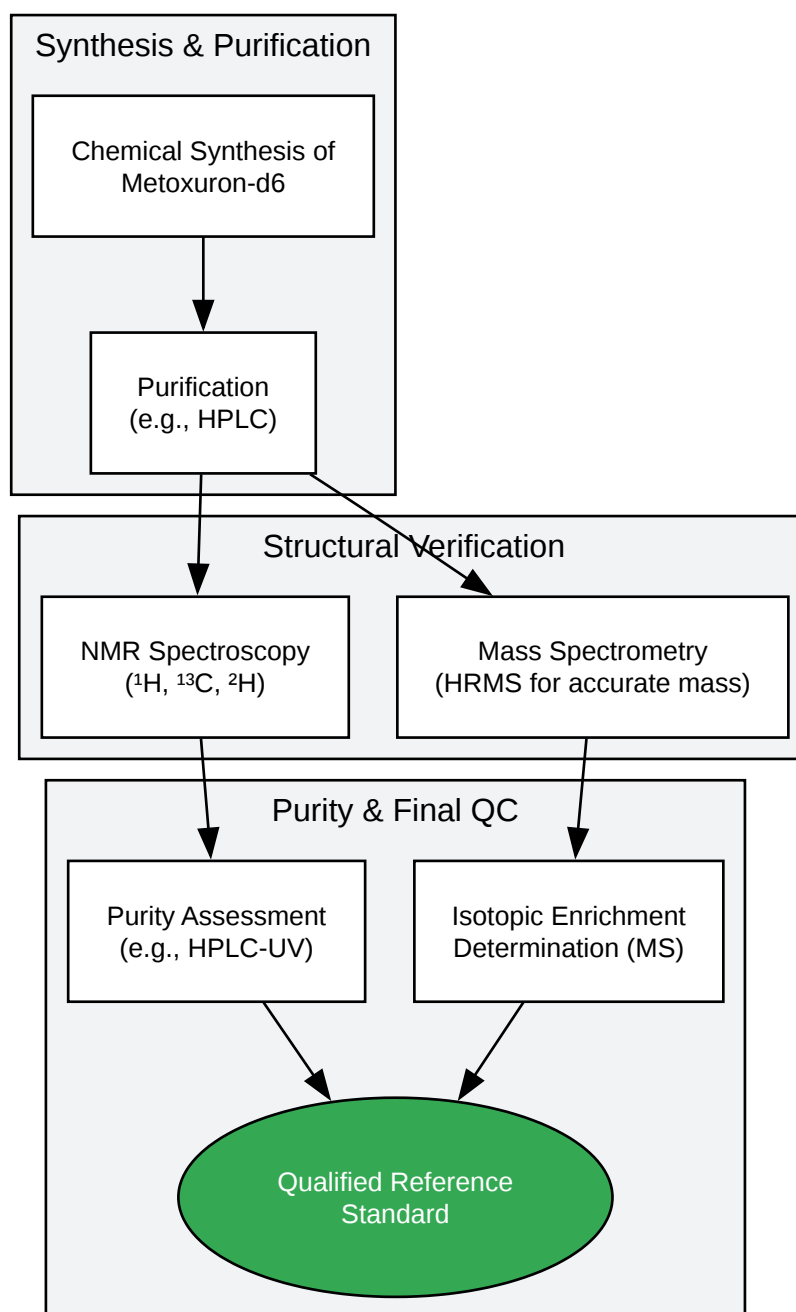 Synthesis & Purification
Chemical Synthesis of
Metoxuron-d6
Purification
(e.g., HPLC)
Structural Verification
NMR Spectroscopy
(¹H, ¹³C, ²H)
Mass Spectrometry
(HRMS for accurate mass)
Purity & Final QC
Purity Assessment
(e.g., HPLC-UV)
Isotopic Enrichment
Determination (MS)
Qualified Reference
Standard